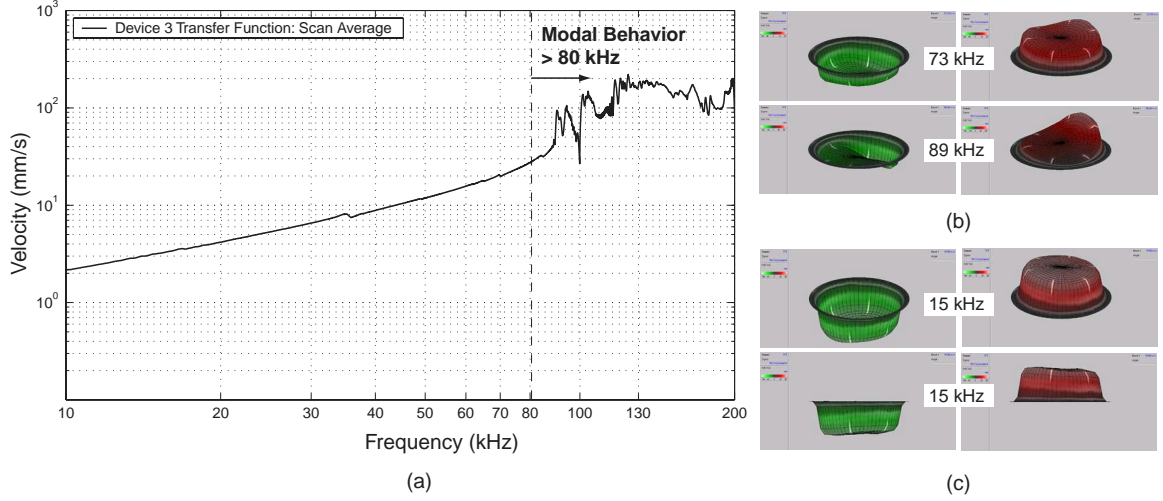 10³
10²
10¹
10⁰
Velocity (mm/s)
Device 3 Transfer Function: Scan Average
Modal Behavior
> 80 kHz
10 20 30 40 50 60 70 80 100 130 200
Frequency (kHz)
(a)
73 kHz
89 kHz
(b)
15 kHz
15 kHz
(c)